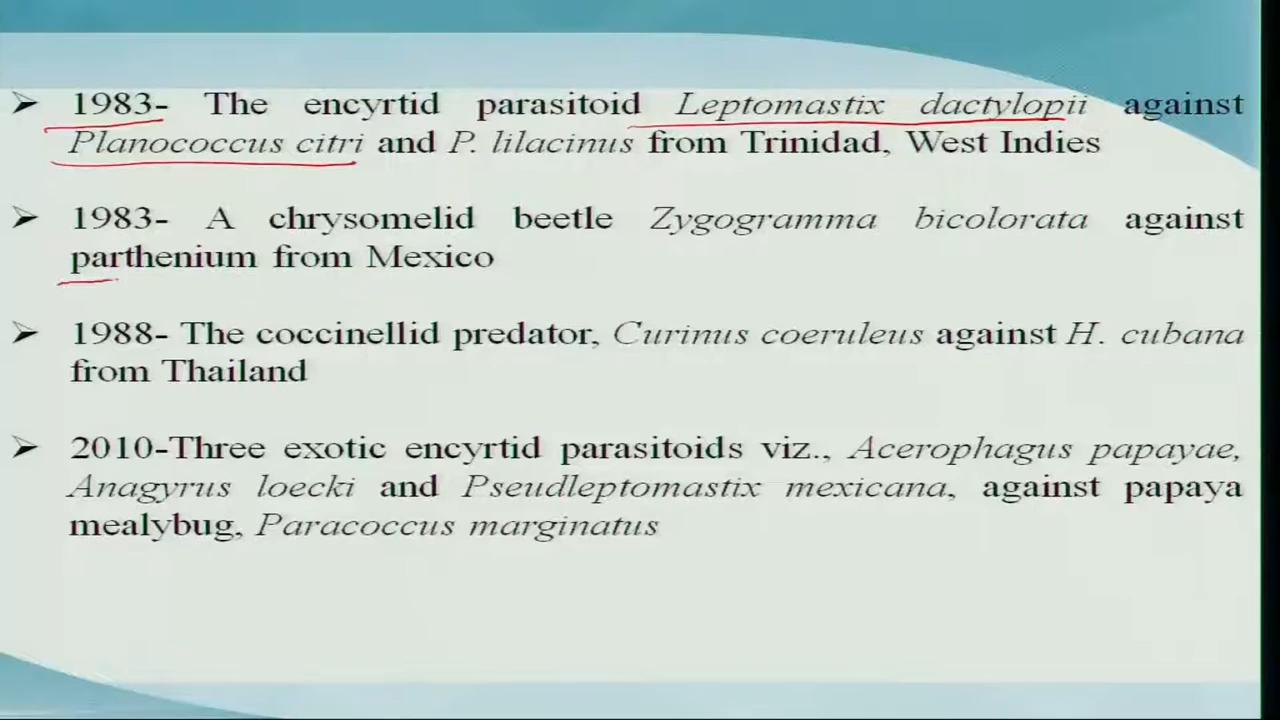 ➢ 1983- The encyrtid parasitoid Leptomastix dactylopii against
Planococcus citri and P. lilacinus from Trinidad, West Indies
➢ 1983- A chrysomelid beetle Zygogramma bicolorata against
parthenium from Mexico
➢ 1988- The coccinellid predator, Curinus coeruleus against H. cubana
from Thailand
➢ 2010-Three exotic encyrtid parasitoids viz., Acerophagus papayae,
Anagyrus loecki and Pseudleptomastix mexicana, against papaya
mealybug, Paracoccus marginatus